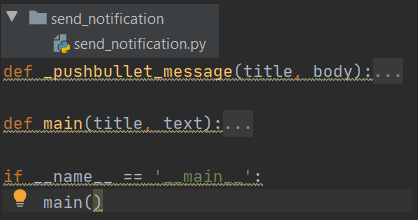 send_notification
send_notification.py
def _pushbullet_message(title, body):...
def main(title, text):...
if __name__ == '__main__':
main()